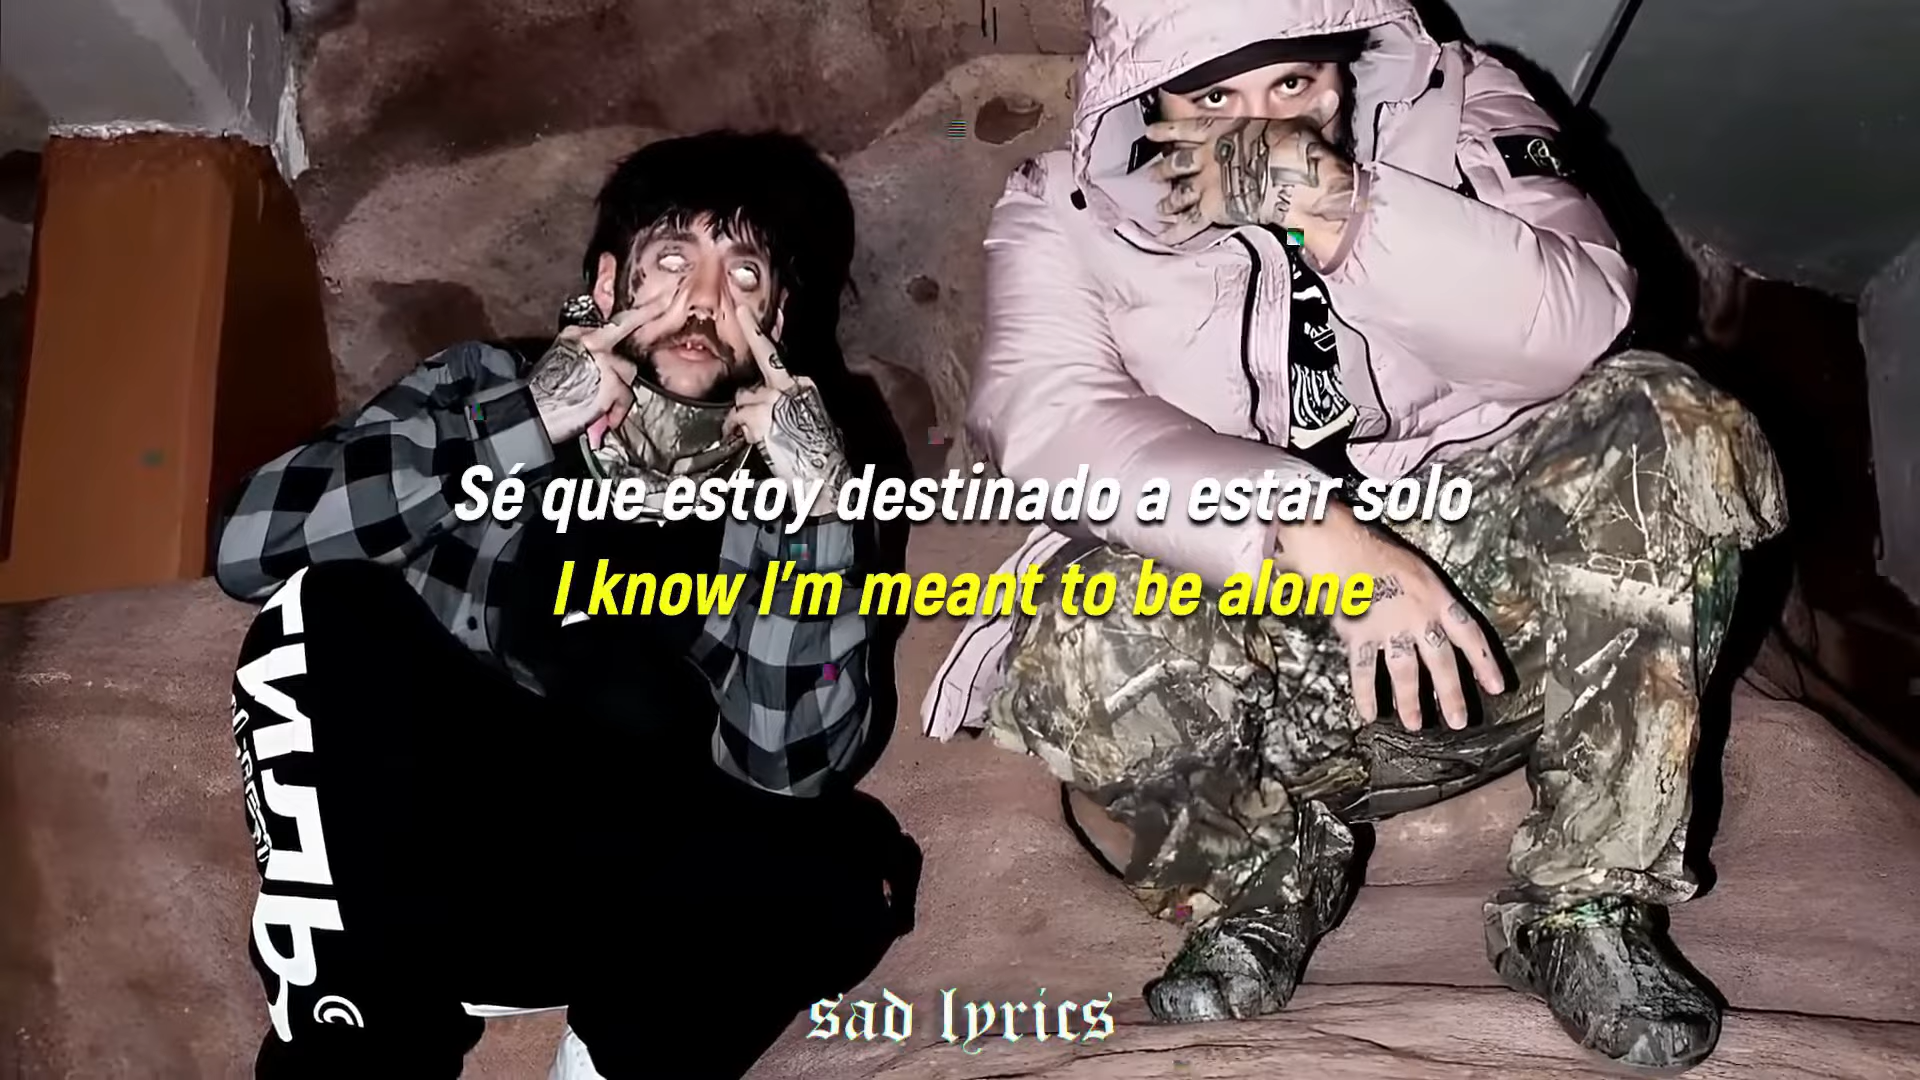 Sé que estoy destinado a estar solo
I know I'm meant to be alone
sad lyrics